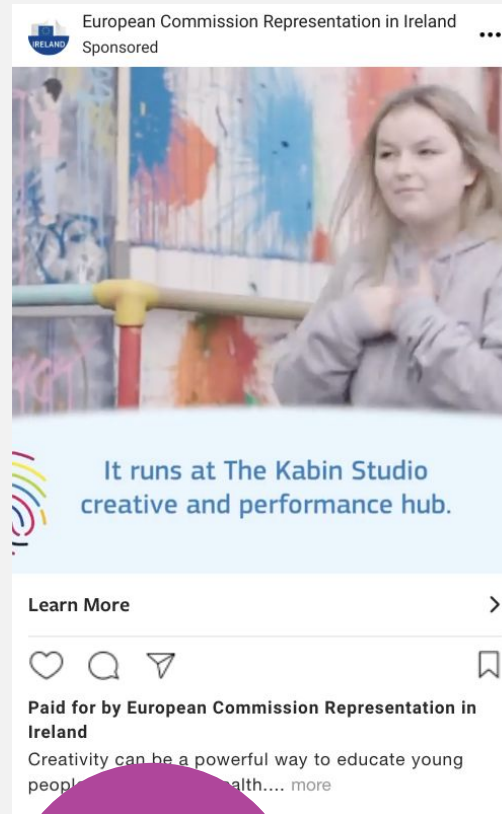 IRELAND
European Commission Representation in Ireland
Sponsored
It runs at The Kabin Studio
creative and performance hub.
Learn More
Paid for by European Commission Representation in
Ireland
Creativity can be a powerful way to educate young
alth.... more